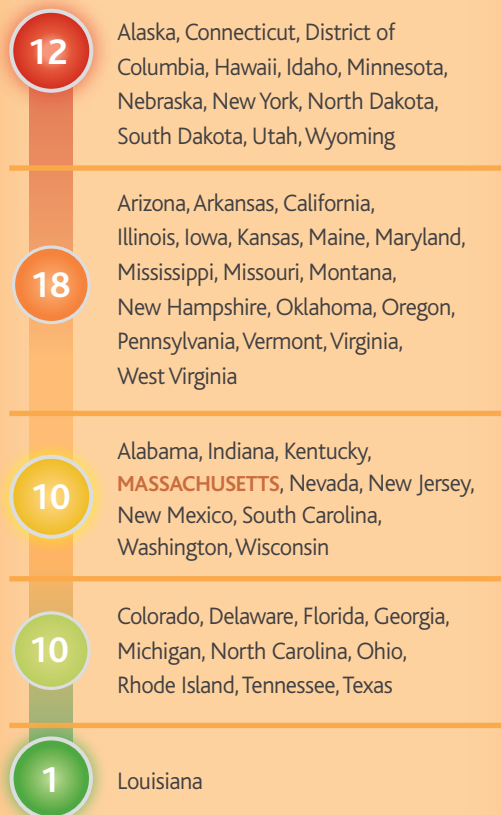 12
Alaska, Connecticut, District of
Columbia, Hawaii, Idaho, Minnesota,
Nebraska, New York, North Dakota,
South Dakota, Utah, Wyoming
18
Arizona, Arkansas, California,
Illinois, Iowa, Kansas, Maine, Maryland,
Mississippi, Missouri, Montana,
New Hampshire, Oklahoma, Oregon,
Pennsylvania, Vermont, Virginia,
West Virginia
10
Alabama, Indiana, Kentucky,
MASSACHUSETTS, Nevada, New Jersey,
New Mexico, South Carolina,
Washington, Wisconsin
10
Colorado, Delaware, Florida, Georgia,
Michigan, North Carolina, Ohio,
Rhode Island, Tennessee, Texas
1
Louisiana